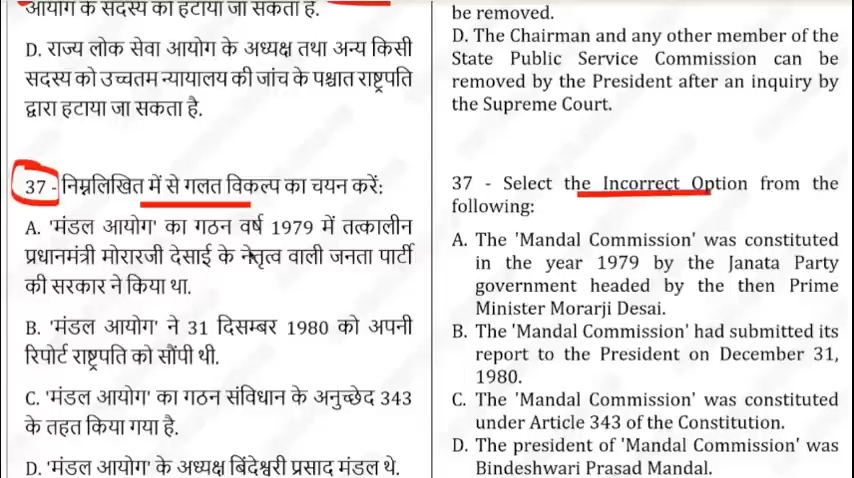 आयोग के सदस्य को हटाया जा सकता है.
D. राज्य लोक सेवा आयोग के अध्यक्ष तथा अन्य किसी
सदस्य को उच्चतम न्यायालय की जांच के पश्चात राष्ट्रपति
द्वारा हटाया जा सकता है.
37 - निम्नलिखित में से गलत विकल्प का चयन करें:
A. 'मंडल आयोग' का गठन वर्ष 1979 में तत्कालीन
प्रधानमंत्री मोरारजी देसाई के नेतृत्व वाली जनता पार्टी
की सरकार ने किया था.
B. 'मंडल आयोग' ने 31 दिसम्बर 1980 को अपनी
रिपोर्ट राष्ट्रपति को सौंपी थी.
C. 'मंडल आयोग' का गठन संविधान के अनुच्छेद 343
के तहत किया गया है.
D. 'मंडल आयोग' के अध्यक्ष बिंदेश्वरी प्रसाद मंडल थे.
be removed.
D. The Chairman and any other member of the
State Public Service Commission can be
removed by the President after an inquiry by
the Supreme Court.
37 - Select the Incorrect Option from the
following:
A. The 'Mandal Commission' was constituted
in the year 1979 by the Janata Party
government headed by the then Prime
Minister Morarji Desai.
B. The 'Mandal Commission' had submitted its
report to the President on December 31,
1980.
C. The 'Mandal Commission' was constituted
under Article 343 of the Constitution.
D. The president of 'Mandal Commission' was
Bindeshwari Prasad Mandal.